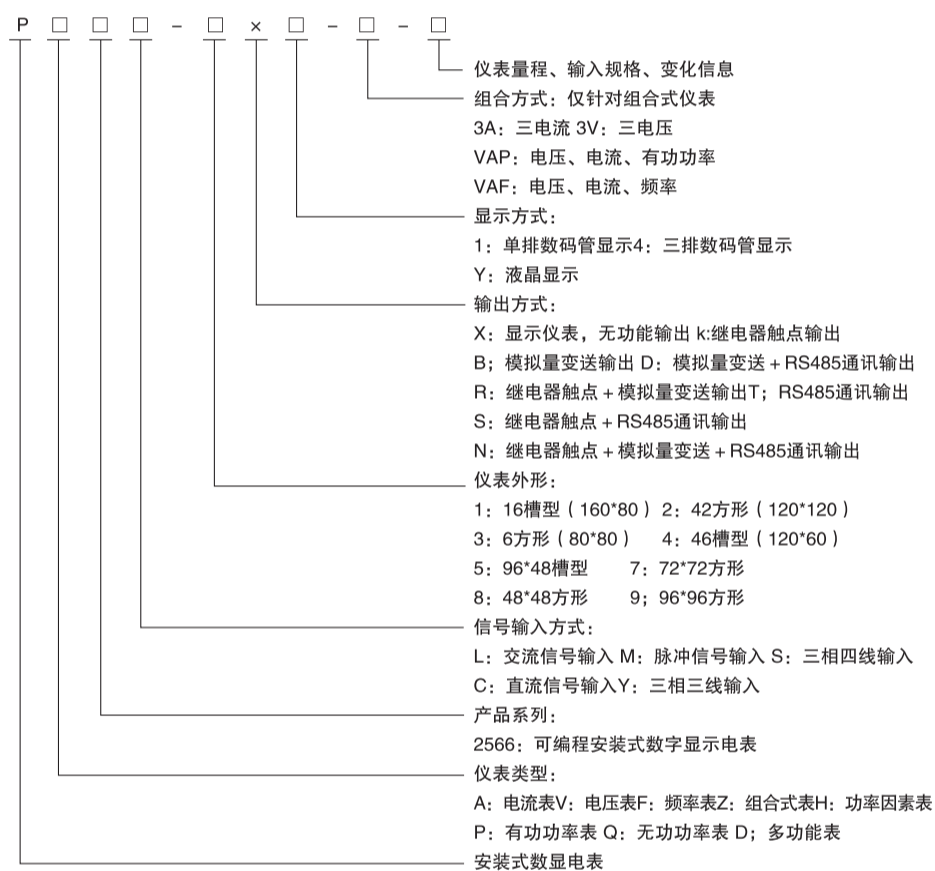 P□□□-□×□-□-□
仪表量程、输入规格、变化信息
组合方式：仅针对组合式仪表
3A：三电流 3V：三电压
VAP：电压、电流、有功功率
VAF：电压、电流、频率
显示方式：
1：单排数码管显示4：三排数码管显示
Y：液晶显示
输出方式：
X：显示仪表，无功能输出 k:继电器触点输出
B；模拟量变送输出 D：模拟量变送+RS485通讯输出
R：继电器触点+模拟量变送输出T；RS485通讯输出
S：继电器触点+RS485通讯输出
N：继电器触点+模拟量变送+RS485通讯输出
仪表外形：
1：16槽型（160*80）2：42方形（120*120）
3：6方形（80*80） 4：46槽型（120*60）
5：96*48槽型 7：72*72方形
8：48*48方形 9；96*96方形
信号输入方式：
L：交流信号输入 M：脉冲信号输入 S：三相四线输入
C：直流信号输入Y：三相三线输入
产品系列：
2566：可编程安装式数字显示电表
仪表类型：
A：电流表V：电压表F：频率表Z：组合式表H：功率因素表
P：有功功率表 Q：无功功率表 D；多功能表
安装式数显电表